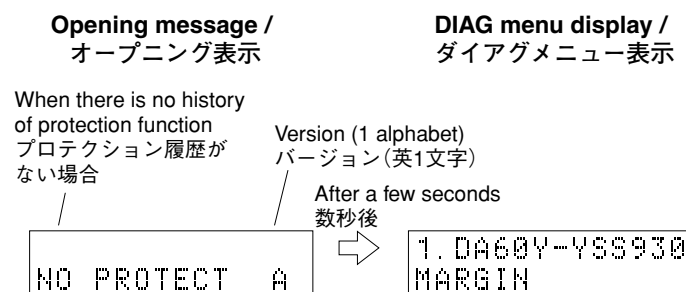 Opening message /
オープニング表示
DIAG menu display /
ダイアグメニュー表示
When there is no history
of protection function
プロテクション履歴が
ない場合
Version (1 alphabet)
バージョン（英1文字）
After a few seconds
数秒後
NO PROTECT A
1. DA60Y-YSS930
MARGIN